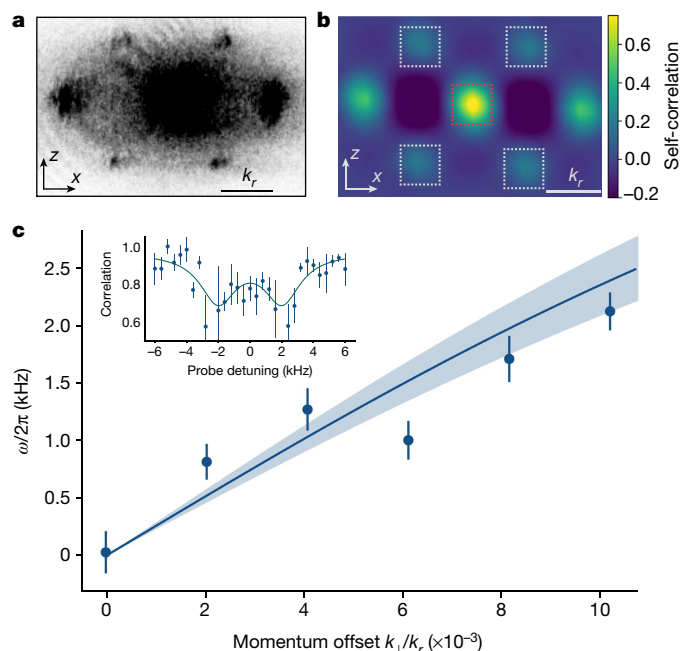 a
z
x
k_r
b
z
x
k_r
0.6
0.4
0.2
0.0
−0.2
Self-correlation
c
2.5
2.0
1.5
1.0
0.5
0
ω/2π (kHz)
1.0
0.8
0.6
Correlation
−6 −4 −2 0 2 4 6
Probe detuning (kHz)
0 2 4 6 8 10
Momentum offset k_⊥/k_r (×10⁻³)